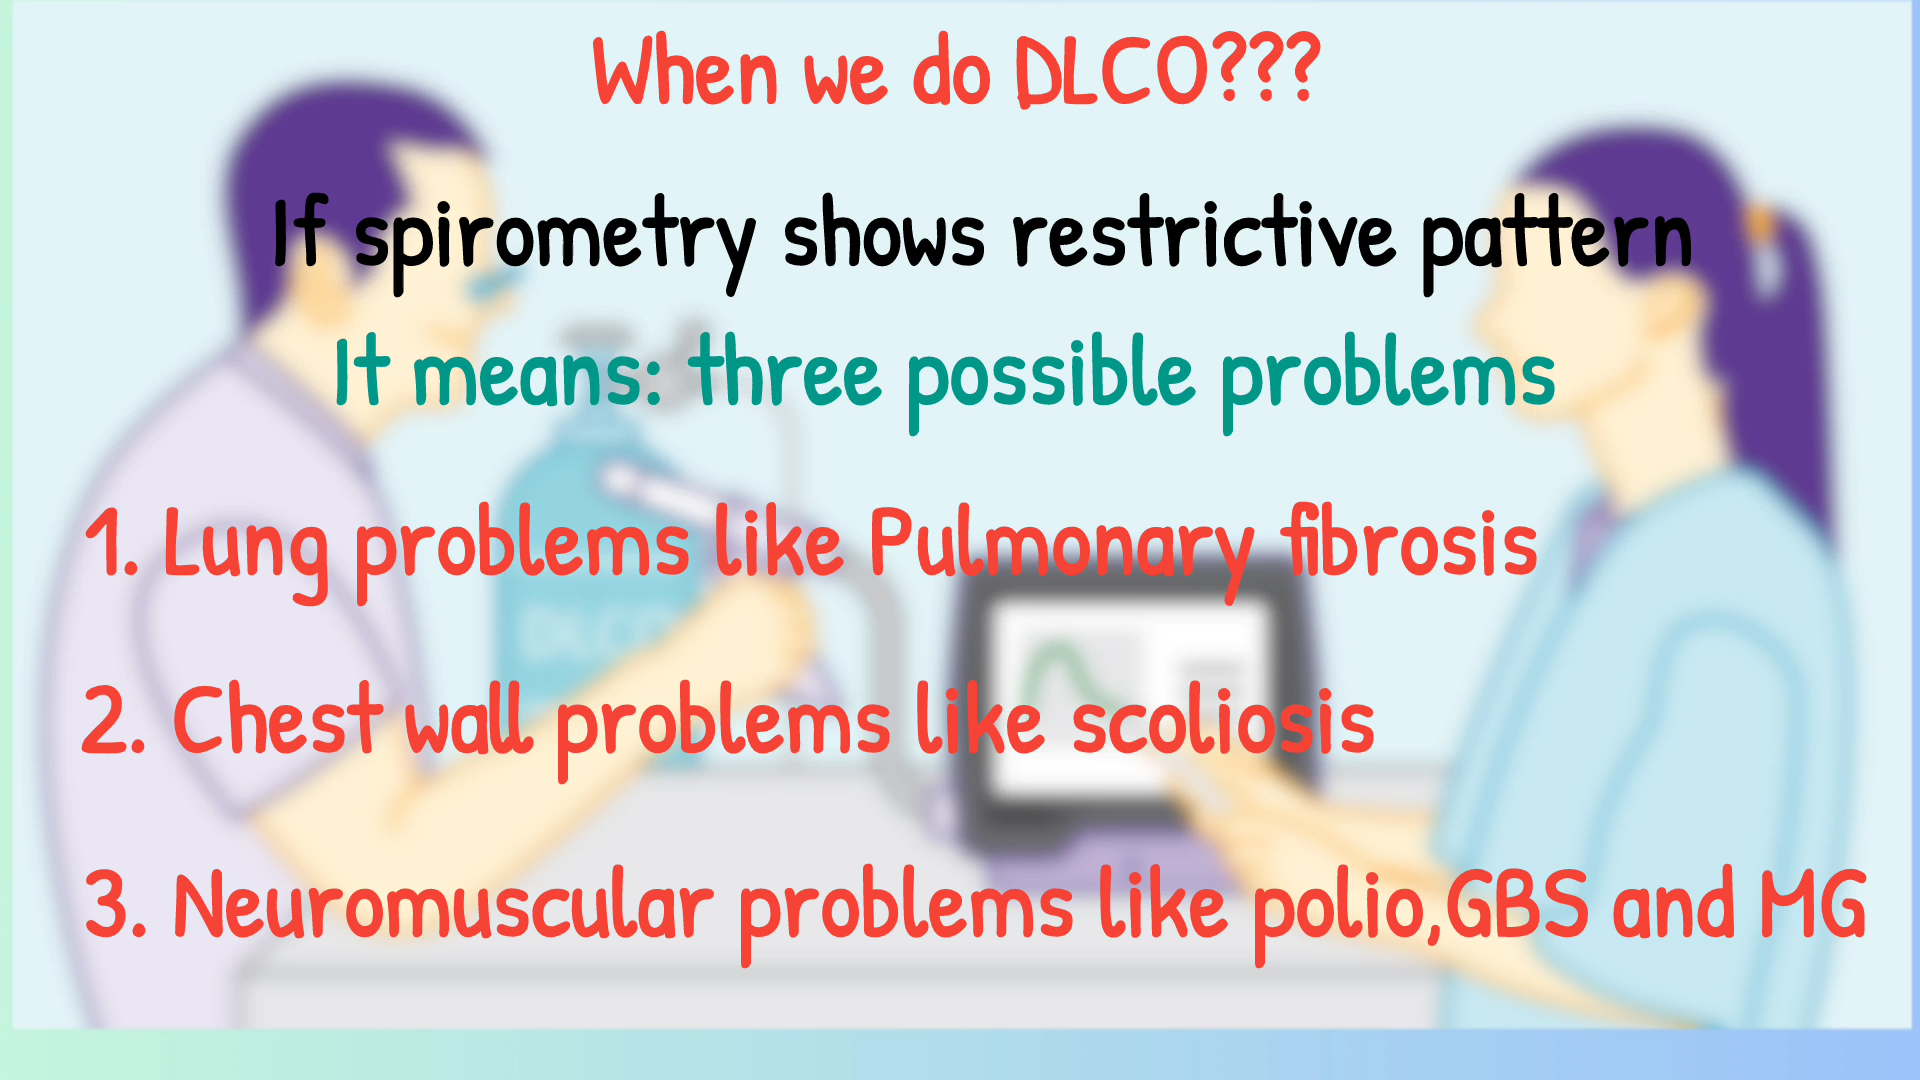 When we do DLCO???
If spirometry shows restrictive pattern
It means: three possible problems
1. Lung problems like Pulmonary fibrosis
DLCO
2. Chest wall problems like scoliosis
3. Neuromuscular problems like polio,GBS and MG